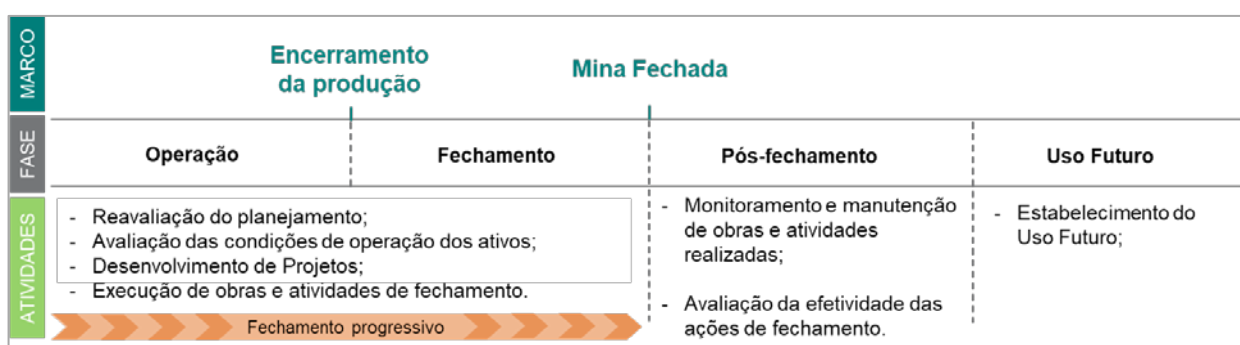 MARCO
Encerramento
da produção
Mina Fechada
FASE
Operação
Fechamento
Pós-fechamento
Uso Futuro
ATIVIDADES
- Reavaliação do planejamento;
- Avaliação das condições de operação dos ativos;
- Desenvolvimento de Projetos;
- Execução de obras e atividades de fechamento.
Fechamento progressivo
- Monitoramento e manutenção
de obras e atividades
realizadas;
- Avaliação da efetividade das
ações de fechamento.
- Estabelecimento do
Uso Futuro;